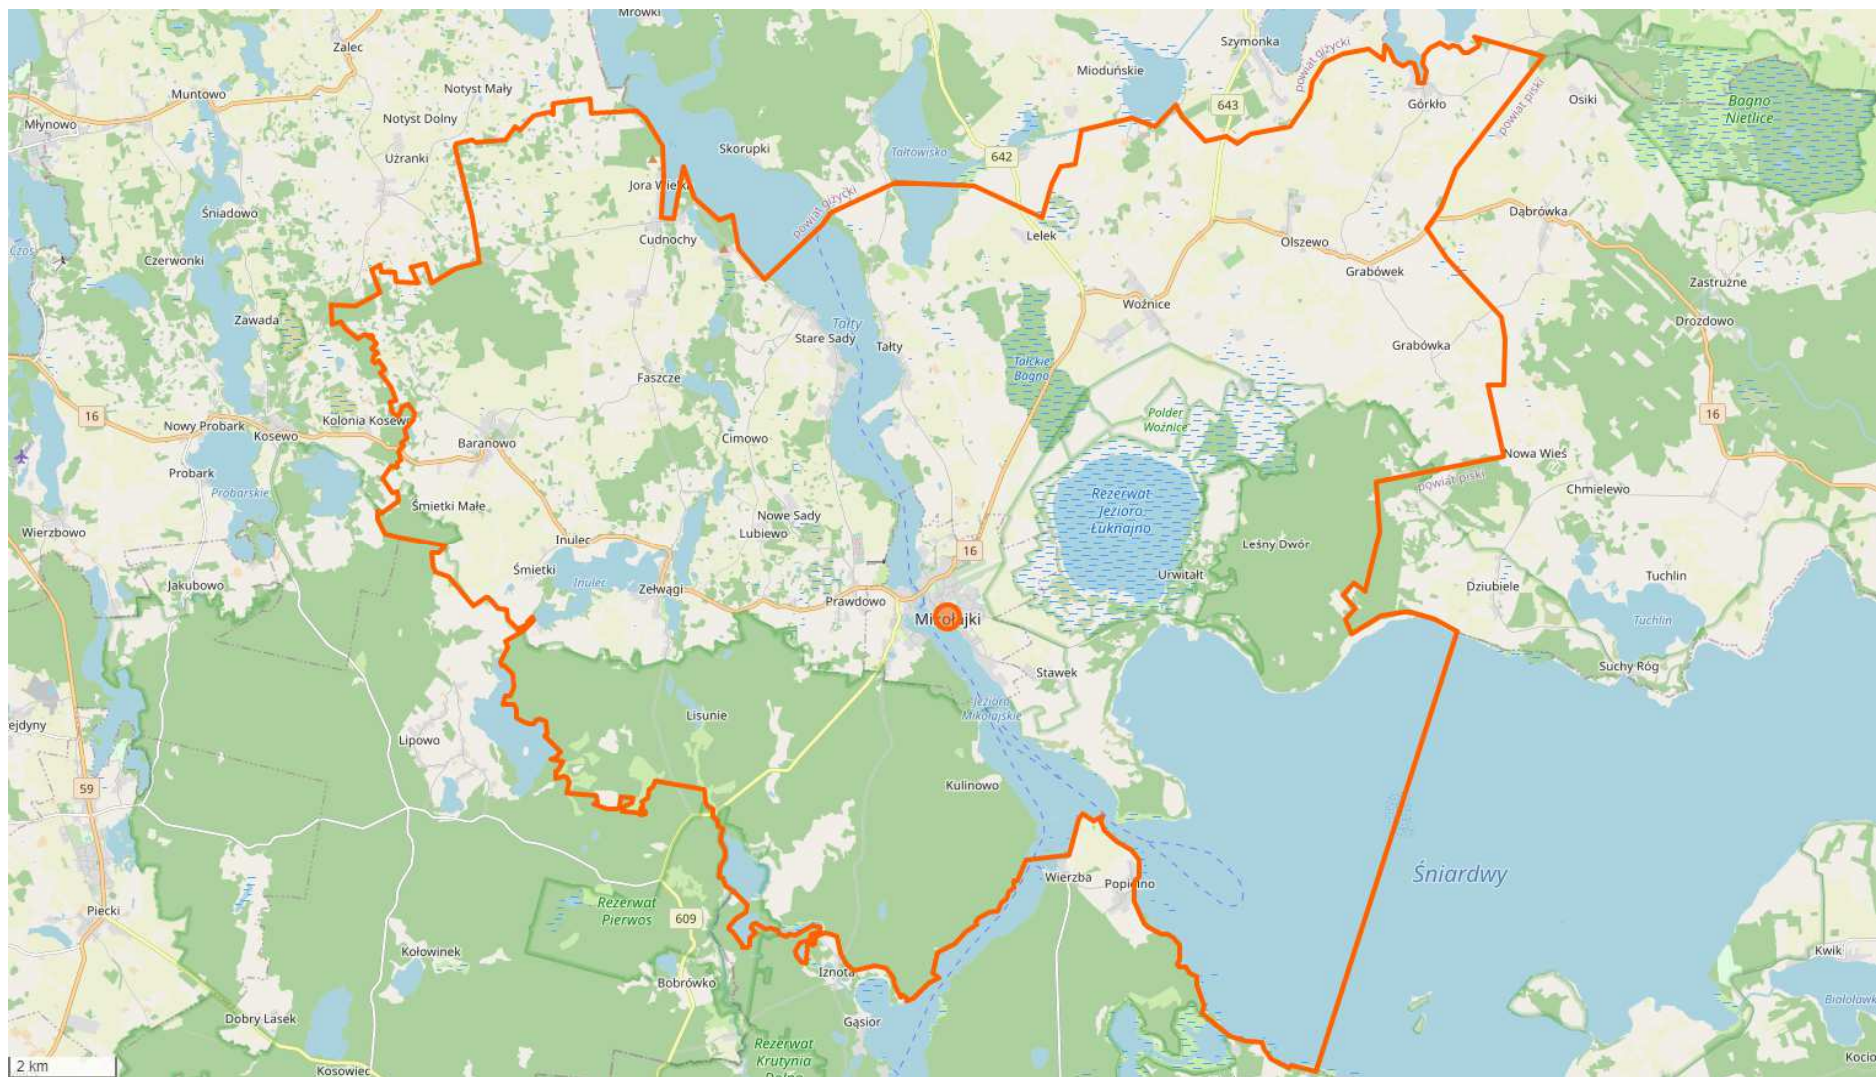 Mrówki
Zalec
Szymonka
powiat giżycki
Mioduńskie
Notyst Mały
Muntowo
643
Górkło
Osiki
Bagno
Nietlice
Młynowo
Notyst Dolny
powiat piski
Skorupki
Tałtowisko
642
Użranki
Jora Wielka
powiat giżycki
Śniadowo
Dąbrówka
Czos
Cudnochy
Lelek
Olszewo
Czerwonki
Grabówek
Zastrużne
Woźnice
Zawada
Tałty
Stare Sady
Tałty
Drozdowo
Grabówka
Tałckie
Bagno
Faszcze
16
Nowy Probark
Kolonia Kosewo
Polder
Woźnice
16
Kosewo
Baranowo
Cimowo
Nowa Wieś
Probark
powiat piski
Chmielewo
Probarskie
Rezerwat
Jezioro
Łuknajno
Śmietki Małe
Nowe Sady
Wierzbowo
Lubiewo
Inulec
Leśny Dwór
16
Śmietki
Inulec
Urwitałt
Jakubowo
Zełwągi
Dziubiele
Tuchlin
Prawdowo
Mikołajki
Tuchlin
Stawek
Suchy Róg
Jezioro
Mikołajskie
Lisunie
ejdyny
Lipowo
59
Kulinowo
Śniardwy
Wierzba
Popielno
Piecki
Rezerwat
Pierwos
609
Kołowinek
Kwik
Iznota
Bobrówko
Białoławk
Dobry Lasek
Gąsior
Rezerwat
Krutynia
Dolna
Kosowiec
Kocio
2 km